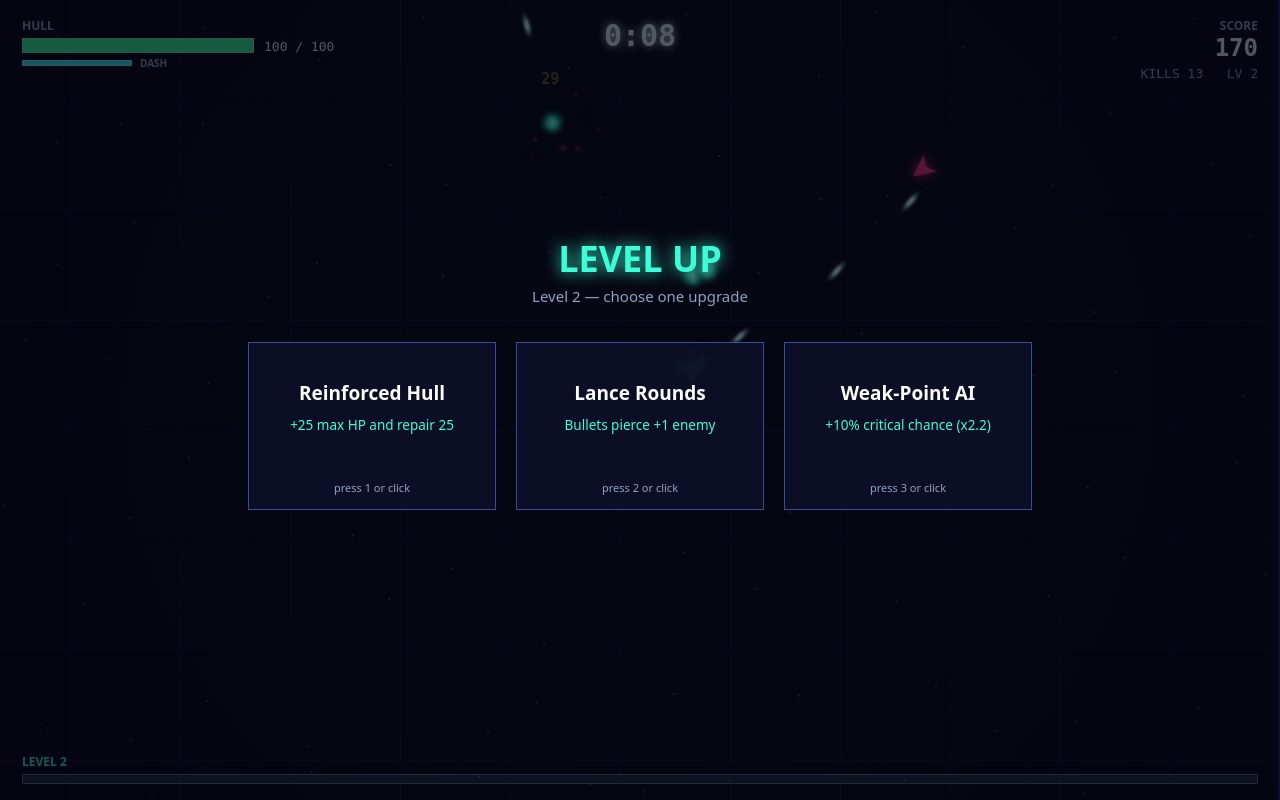 HULL
100 / 100
DASH
0:08
SCORE
170
KILLS 13 LV 2
29
LEVEL UP
Level 2 — choose one upgrade
Reinforced Hull
+25 max HP and repair 25
press 1 or click
Lance Rounds
Bullets pierce +1 enemy
press 2 or click
Weak-Point AI
+10% critical chance (x2.2)
press 3 or click
LEVEL 2